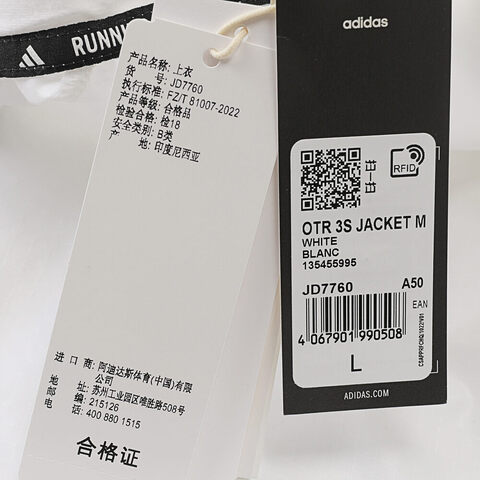 RUNNI
产品名称: 上衣
货 号: JD7760
执行标准: FZ/T 81007-2022
产品等级: 合格品
检验合格: 检18
安全类别: B类
产 地: 印度尼西亚
进 口 商: 阿迪达斯体育(中国)有限
公司
地 址: 苏州工业园区唯胜路508号
邮 编: 215126
电 话: 400 880 1515
合格证
adidas
RFID
OTR 3S JACKET M
WHITE
BLANC
135455995
JD7760 A50
EAN
4 067901 990508
L
ADIDAS.COM